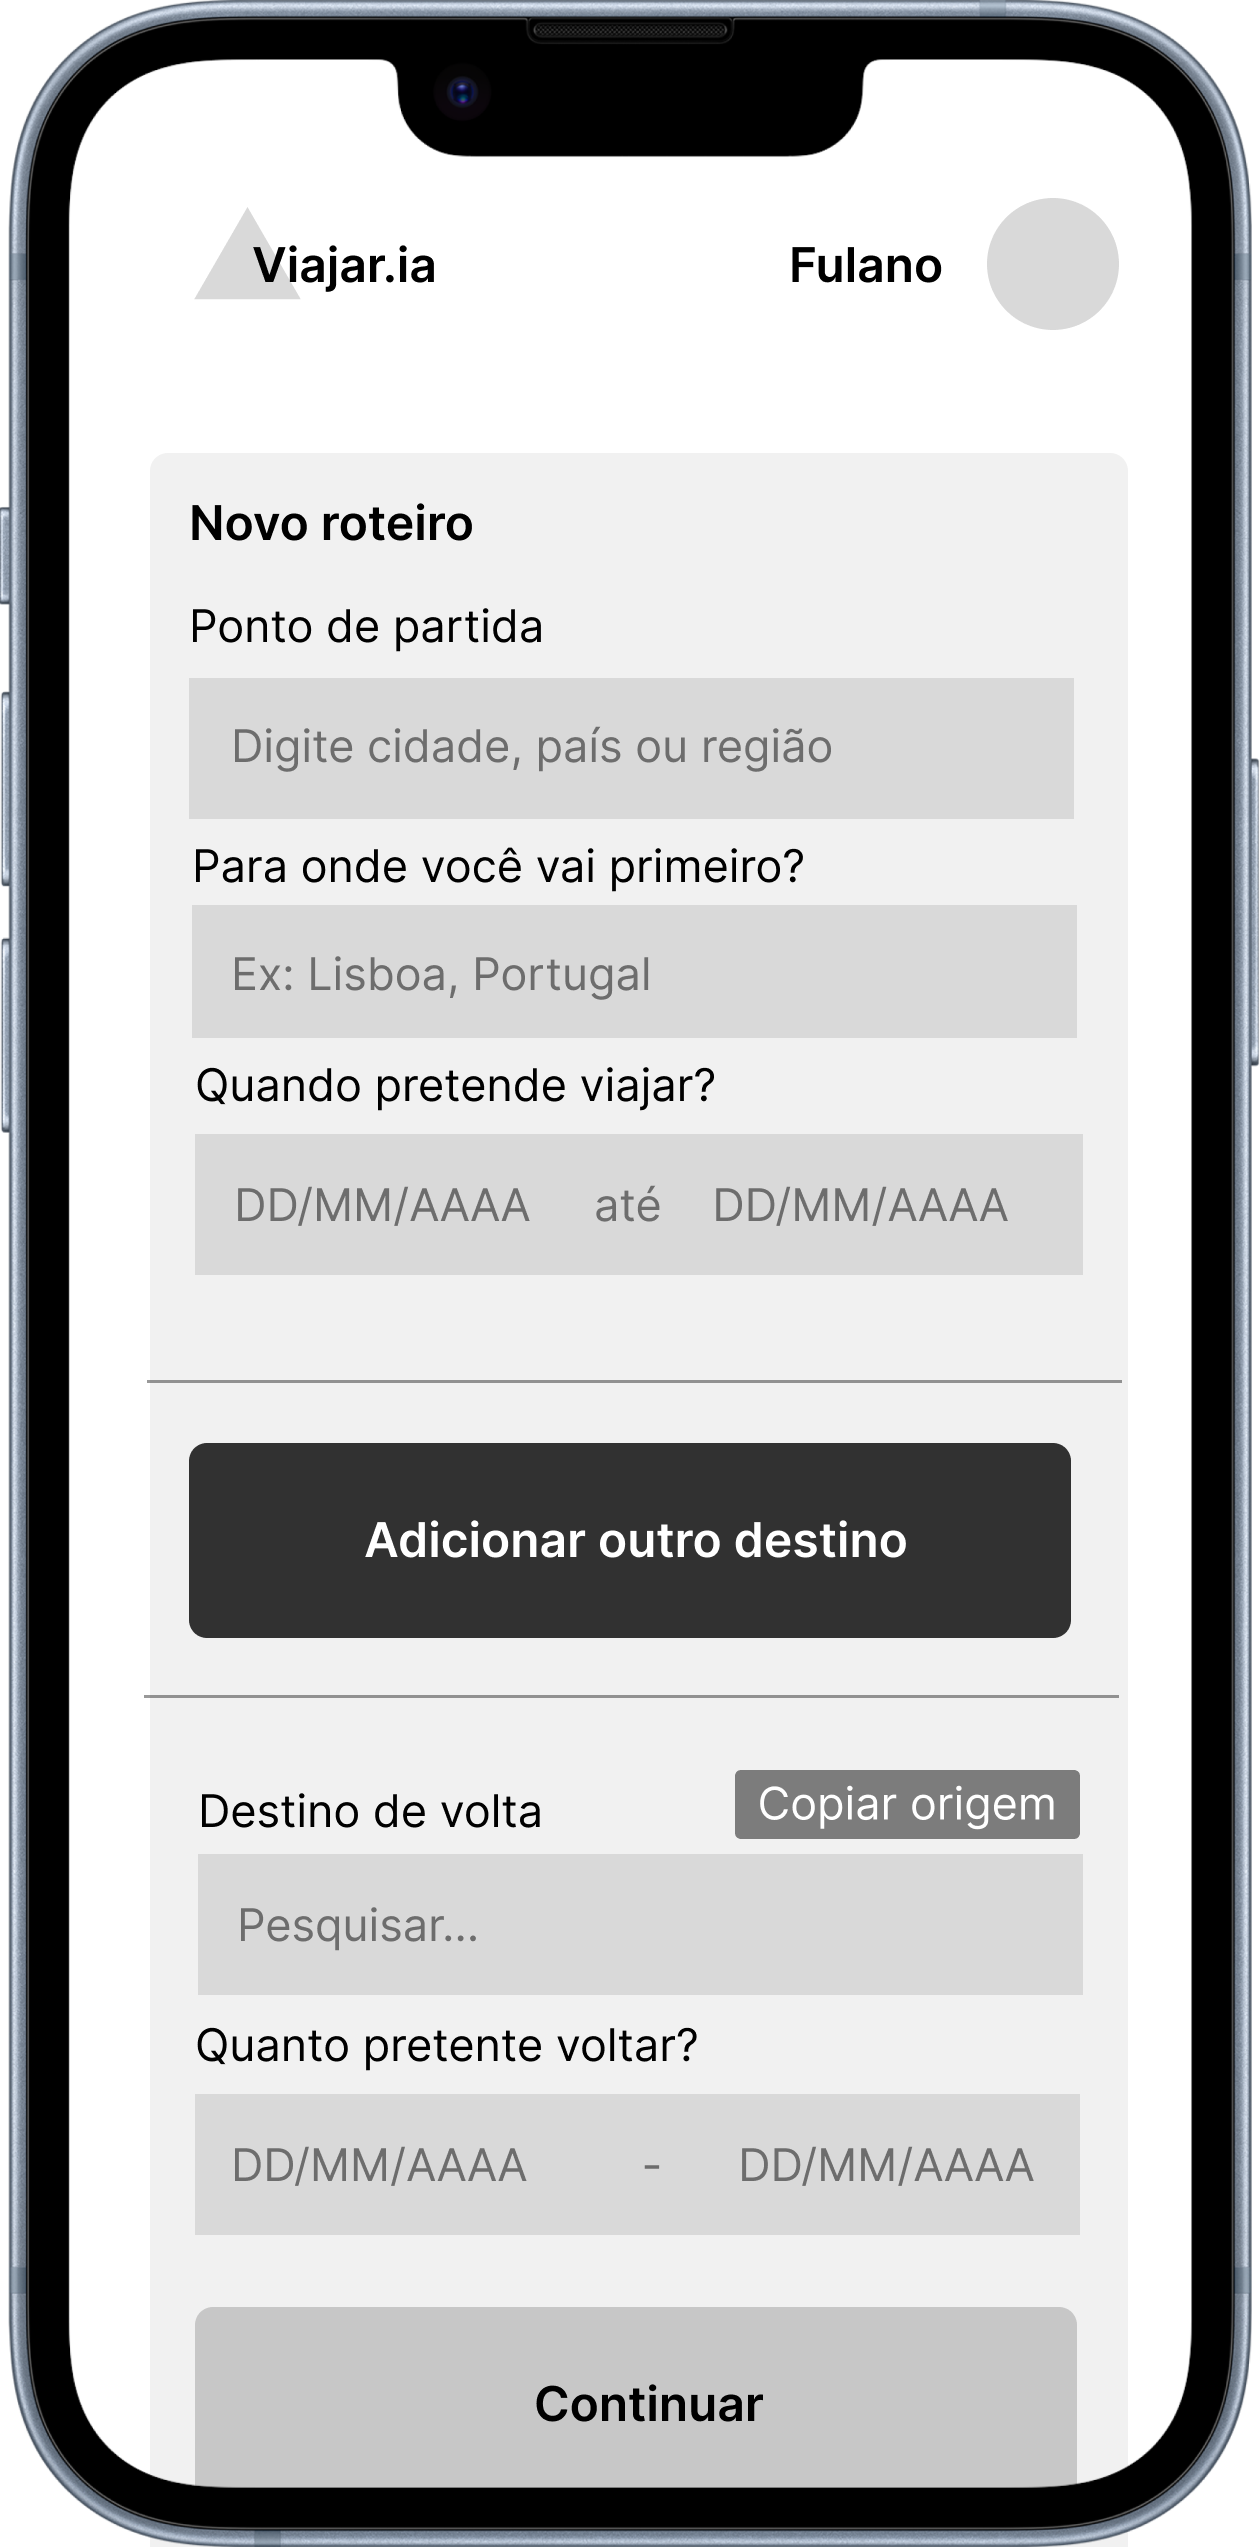 Viajar.ia
Fulano
Novo roteiro
Ponto de partida
Digite cidade, país ou região
Para onde você vai primeiro?
Ex: Lisboa, Portugal
Quando pretende viajar?
DD/MM/AAAA até DD/MM/AAAA
Adicionar outro destino
Destino de volta
Copiar origem
Pesquisar...
Quanto pretente voltar?
DD/MM/AAAA - DD/MM/AAAA
Continuar